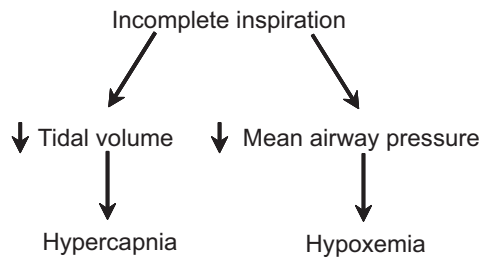 Incomplete inspiration
Tidal volume
Mean airway pressure
Hypercapnia
Hypoxemia